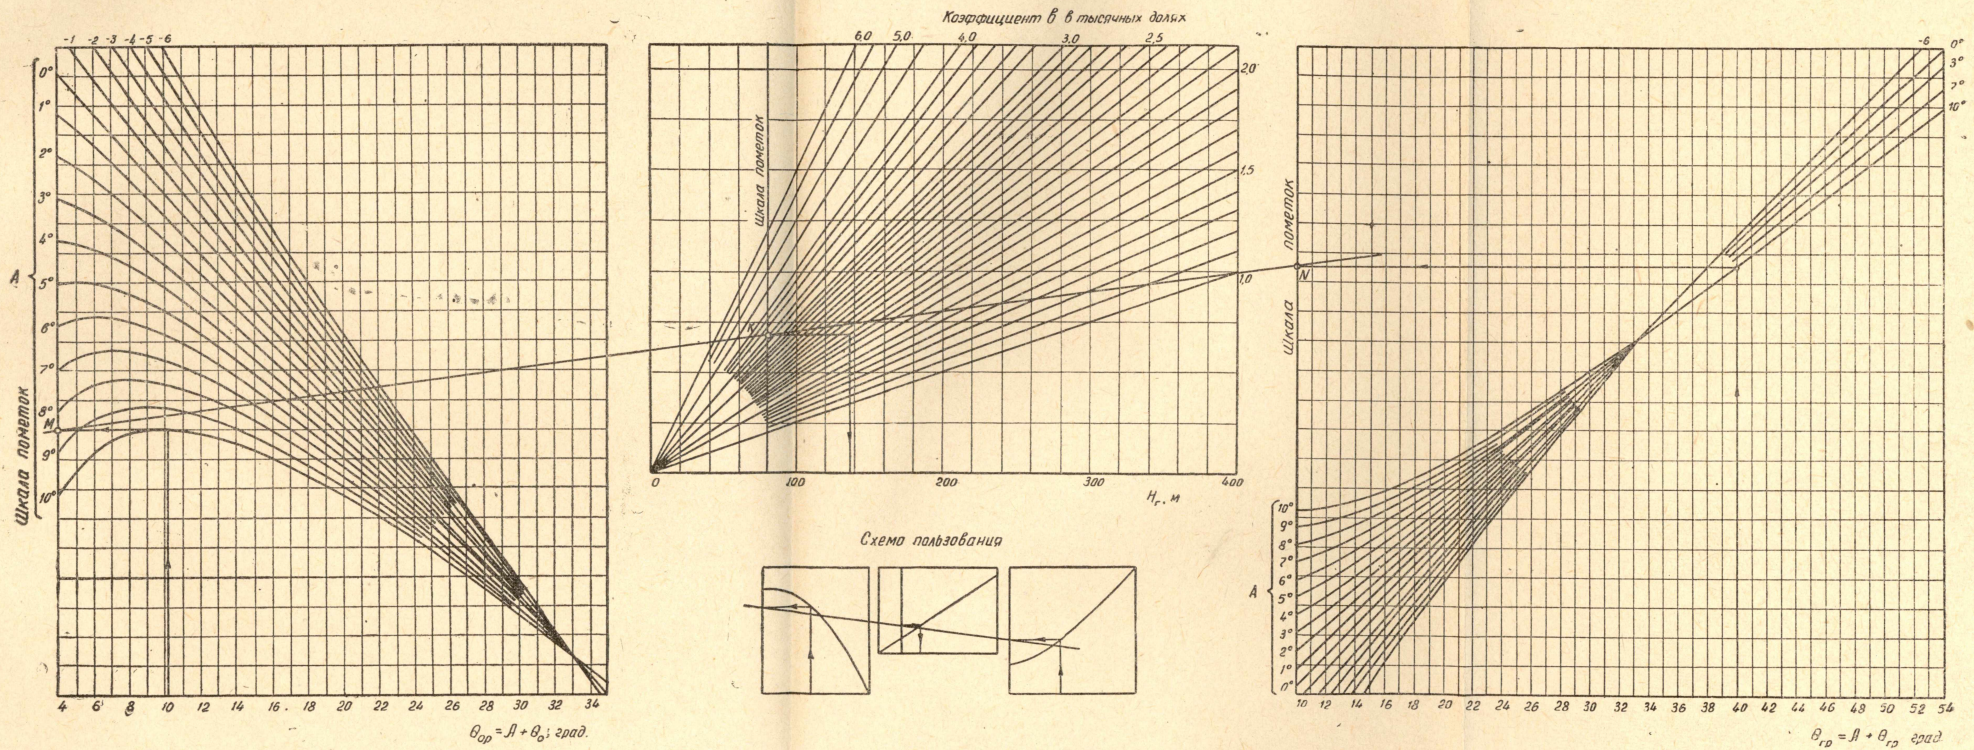 Коэффициент в в тысячных долях
-1 -2 -3 -4 -5 -6
0°
1°
2°
3°
4°
5°
6°
7°
8°
9°
10°
A
M
Шкала пометок
4 6 8 10 12 14 16 18 20 22 24 26 28 30 32 34
θор = A + θо; град.
6,0 5,0 4,0 3,0 2,5
2,0
1,5
1,0
Шкала пометок
K
0 100 200 300 400
Hг, м
Схема пользования
-6
0°
3°
7°
10°
Шкала пометок
N
10°
9°
8°
7°
6°
5°
4°
3°
2°
1°
0°
A
10 12 14 16 18 20 22 24 26 28 30 32 34 36 38 40 42 44 46 48 50 52 54
θгр = A + θгр град.